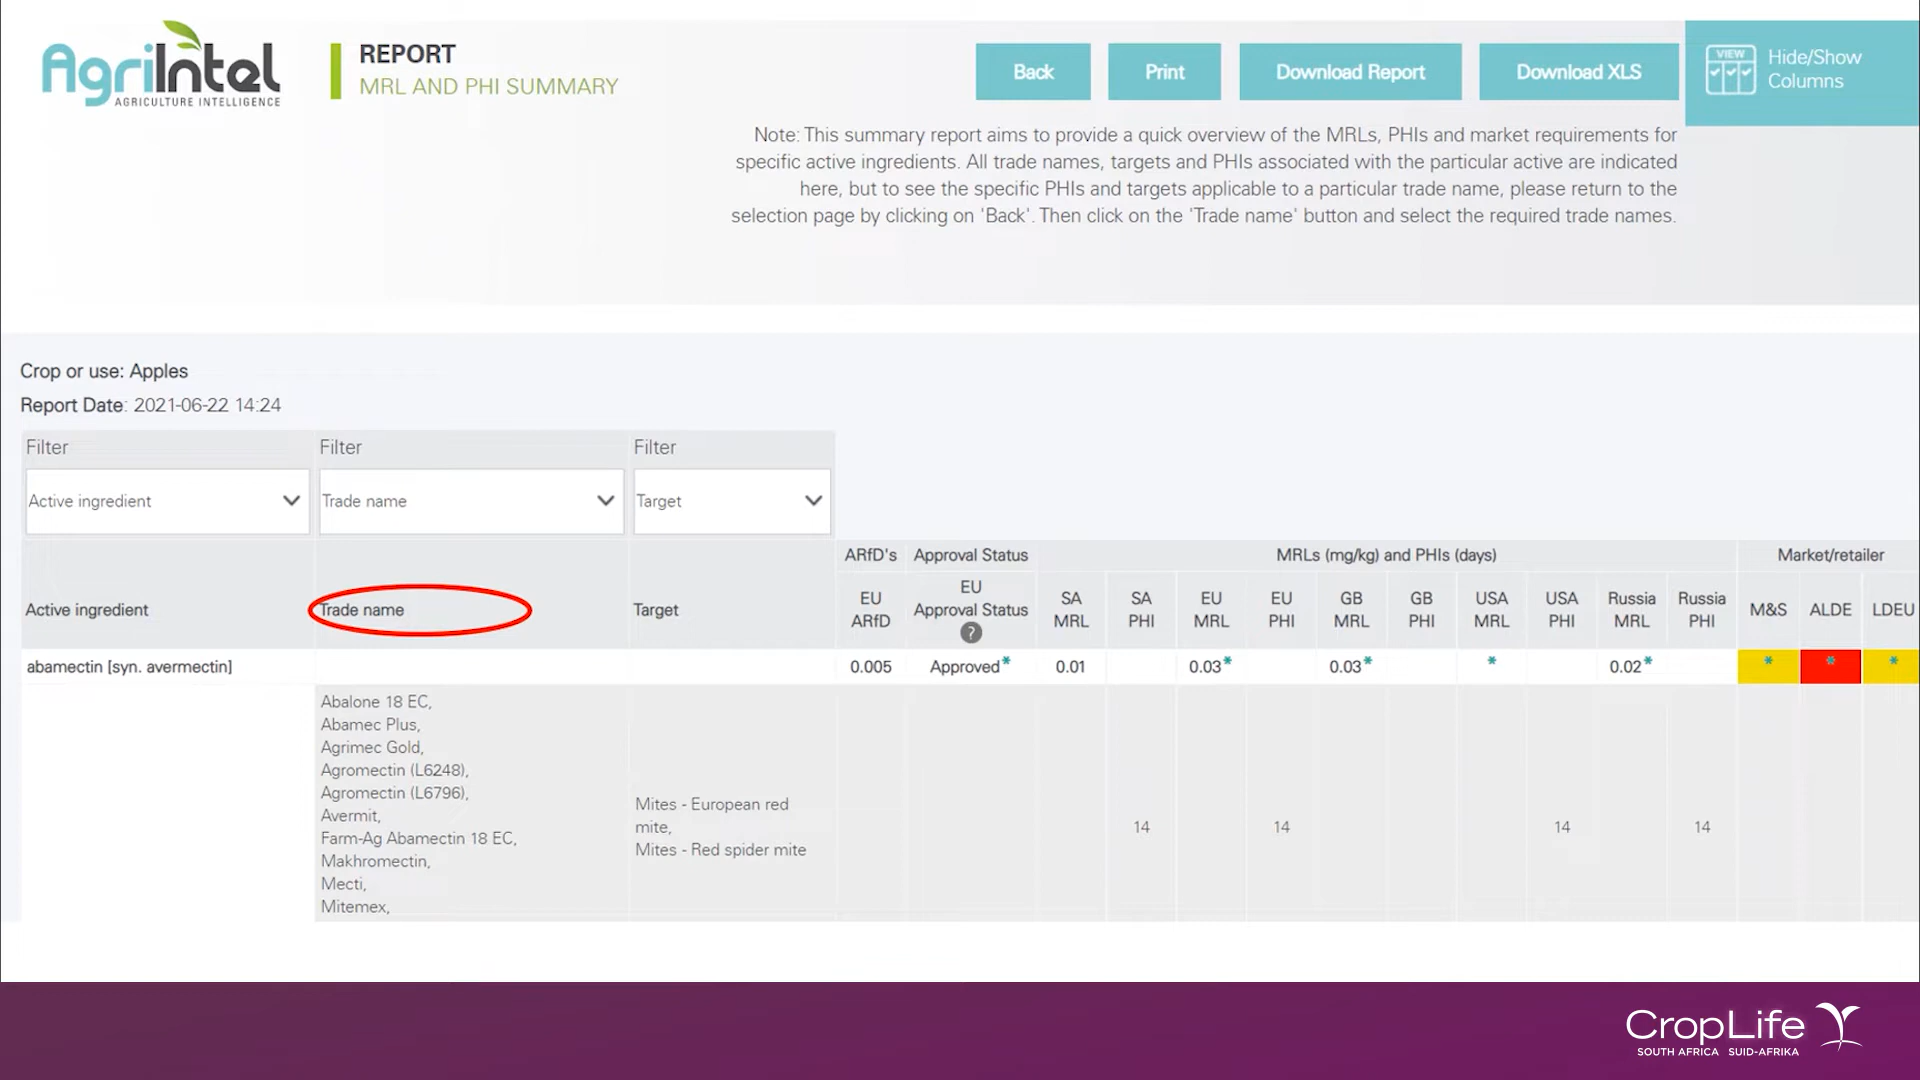 AgriIntel
AGRICULTURE INTELLIGENCE
REPORT
MRL AND PHI SUMMARY
Back
Print
Download Report
Download XLS
VIEW
Hide/Show
Columns
Note: This summary report aims to provide a quick overview of the MRLs, PHIs and market requirements for
specific active ingredients. All trade names, targets and PHIs associated with the particular active are indicated
here, but to see the specific PHIs and targets applicable to a particular trade name, please return to the
selection page by clicking on 'Back'. Then click on the 'Trade name' button and select the required trade names.
Crop or use: Apples
Report Date: 2021-06-22 14:24
Filter Filter Filter
Active ingredient Trade name Target
ARfD's Approval Status MRLs (mg/kg) and PHIs (days) Market/retailer
Active ingredient Trade name Target
EU
ARfD
EU
Approval Status
?
SA
MRL
SA
PHI
EU
MRL
EU
PHI
GB
MRL
GB
PHI
USA
MRL
USA
PHI
Russia
MRL
Russia
PHI
M&S ALDE LDEU
abamectin [syn. avermectin] 0.005 Approved* 0.01 0.03* 0.03* * 0.02* * * *
Abalone 18 EC,
Abamec Plus,
Agrimec Gold,
Agromectin (L6248),
Agromectin (L6796),
Avermit,
Farm-Ag Abamectin 18 EC,
Makhromectin,
Mecti,
Mitemex,
Mites - European red
mite,
Mites - Red spider mite
14 14 14 14
CropLife
SOUTH AFRICA SUID-AFRIKA